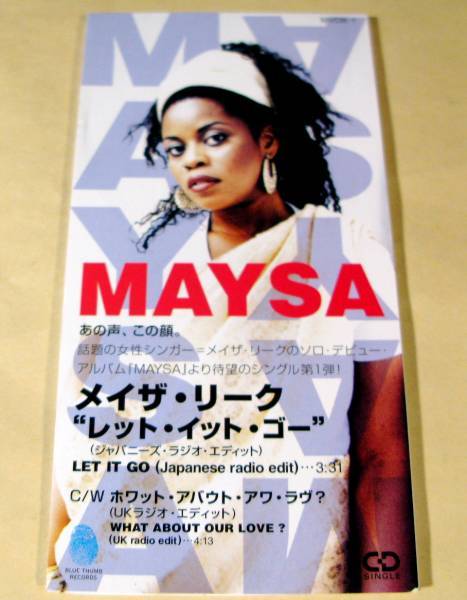 MAYSA
MAYSA
MAYSA
あの声、この顔。
話題の女性シンガー=メイザ・リークのソロ・デビュー・
アルバム「MAYSA」より待望のシングル第1弾!
メイザ・リーク
“レット・イット・ゴー”
(ジャパニーズ・ラジオ・エディット)
LET IT GO (Japanese radio edit)…3:31
C/W ホワット・アバウト・アワ・ラヴ?
(UKラジオ・エディット)
WHAT ABOUT OUR LOVE?
(UK radio edit)…4:13
BLUE THUMB
RECORDS
CD
SINGLE